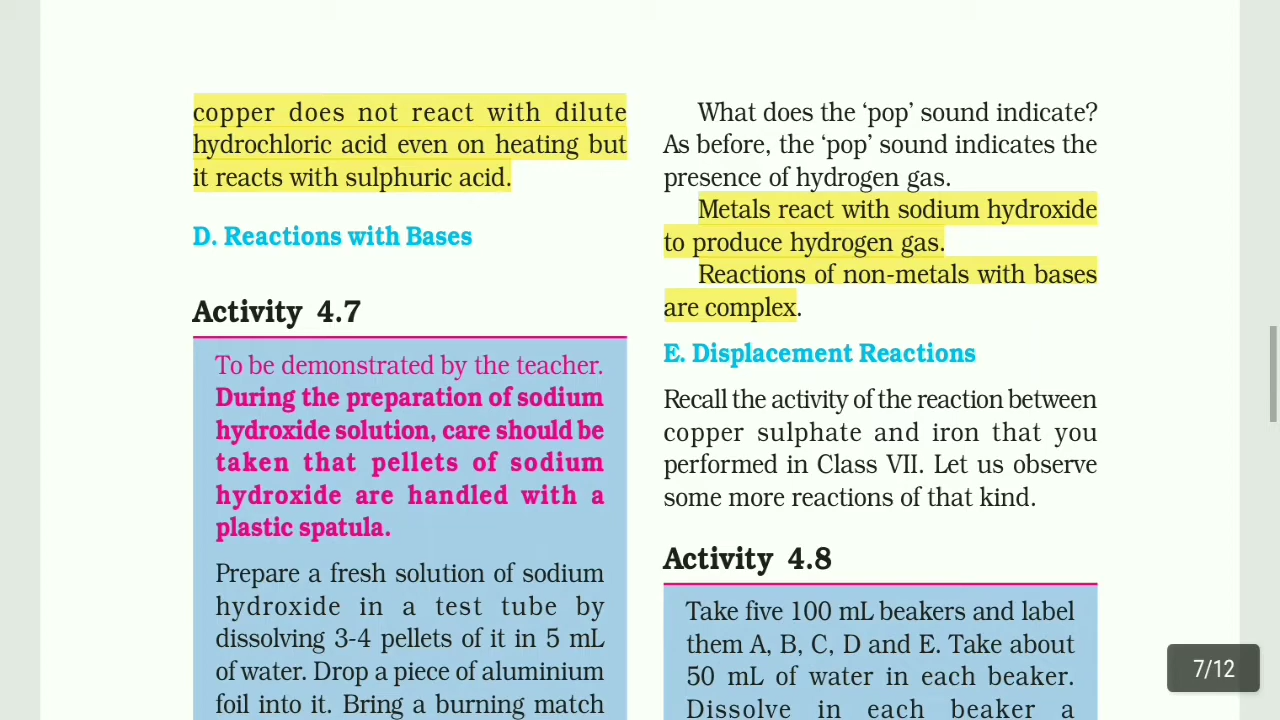 copper does not react with dilute
hydrochloric acid even on heating but
it reacts with sulphuric acid.
D. Reactions with Bases
Activity 4.7
To be demonstrated by the teacher.
During the preparation of sodium
hydroxide solution, care should be
taken that pellets of sodium
hydroxide are handled with a
plastic spatula.
Prepare a fresh solution of sodium
hydroxide in a test tube by
dissolving 3-4 pellets of it in 5 mL
of water. Drop a piece of aluminium
foil into it. Bring a burning match
What does the ‘pop’ sound indicate?
As before, the ‘pop’ sound indicates the
presence of hydrogen gas.
Metals react with sodium hydroxide
to produce hydrogen gas.
Reactions of non-metals with bases
are complex.
E. Displacement Reactions
Recall the activity of the reaction between
copper sulphate and iron that you
performed in Class VII. Let us observe
some more reactions of that kind.
Activity 4.8
Take five 100 mL beakers and label
them A, B, C, D and E. Take about
50 mL of water in each beaker.
Dissolve in each beaker a
7/12